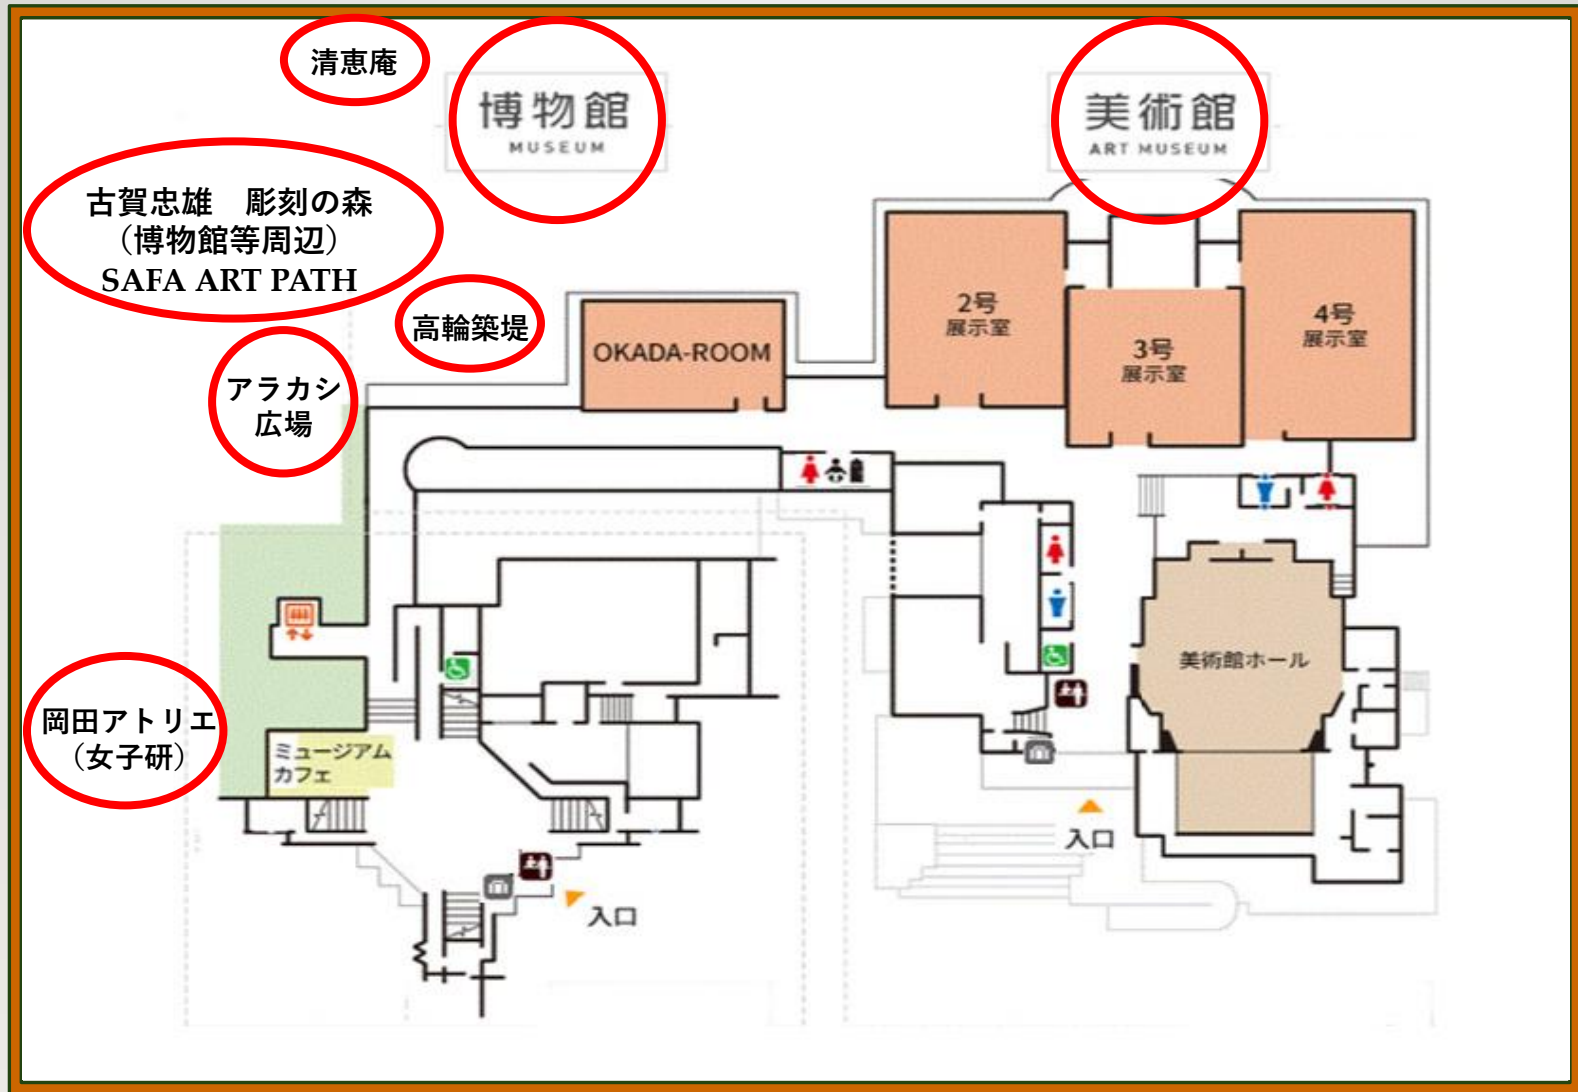 清恵庵
博物館
MUSEUM
美術館
ART MUSEUM
古賀忠雄　彫刻の森
（博物館等周辺）
SAFA ART PATH
高輪築堤
アラカシ
広場
OKADA-ROOM
2号
展示室
3号
展示室
4号
展示室
美術館ホール
岡田アトリエ
（女子研）
ミュージアム
カフェ
入口
入口